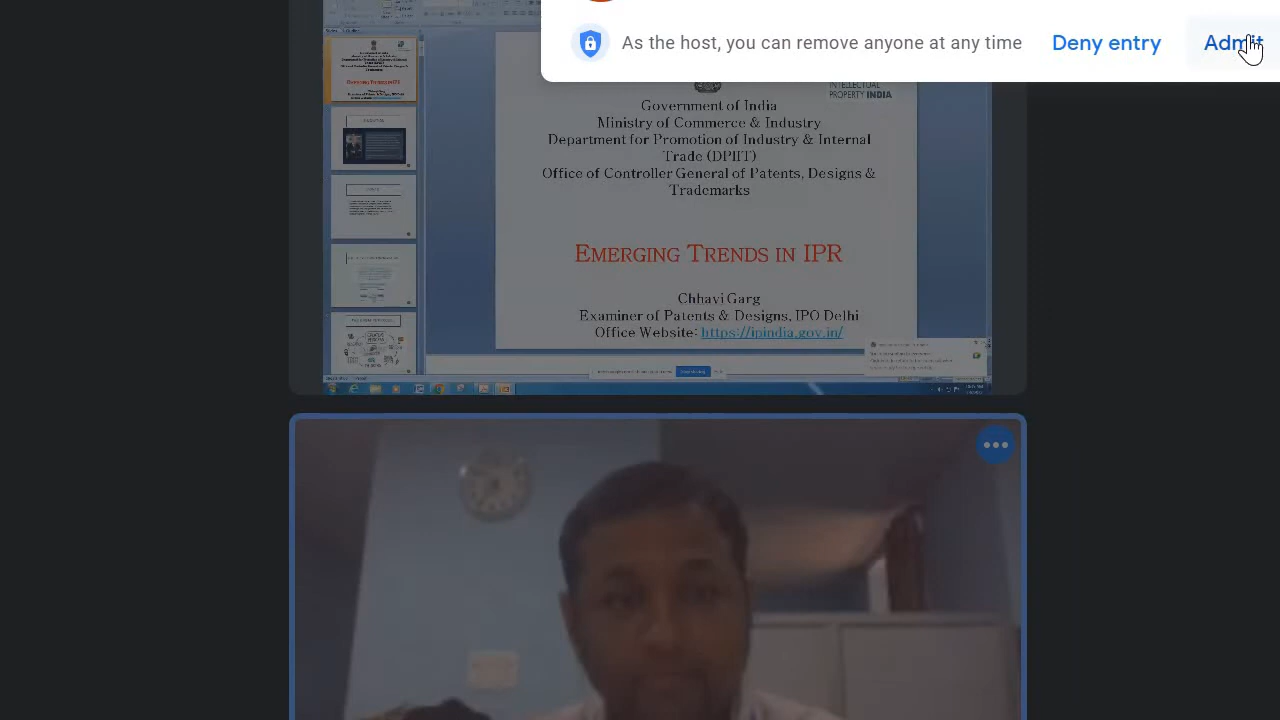 As the host, you can remove anyone at any time
Deny entry
Admit
INTELLECTUAL
PROPERTY INDIA
Government of India
Ministry of Commerce & Industry
Department for Promotion of Industry & Internal
Trade (DPIIT)
Office of Controller General of Patents, Designs &
Trademarks
EMERGING TRENDS IN IPR
Chhavi Garg
Examiner of Patents & Designs, IPO Delhi
Office Website: https://ipindia.gov.in/